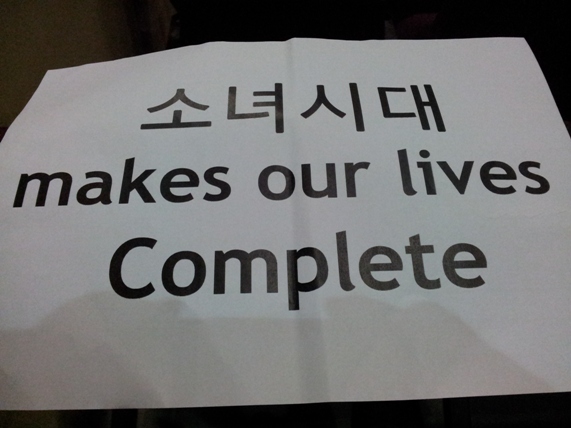 소녀시대
makes our lives
Complete